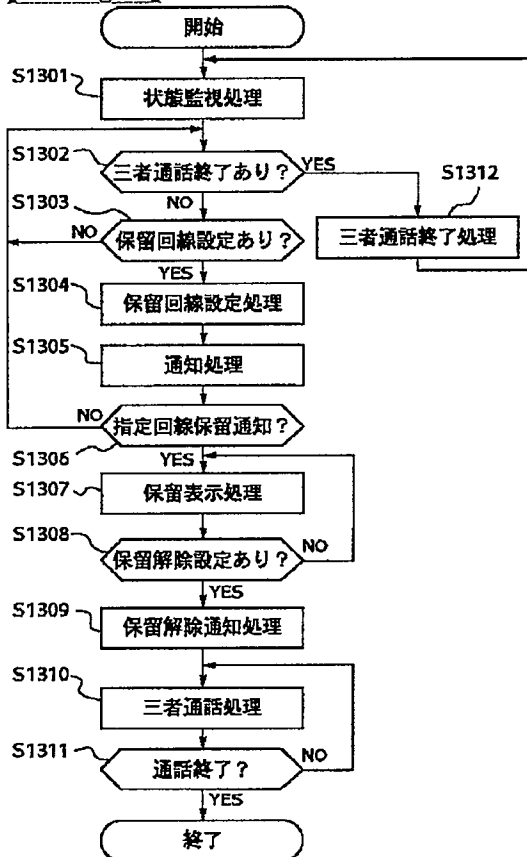 開始
S1301
状態監視処理
S1302
三者通話終了あり？
YES
S1312
NO
三者通話終了処理
S1303
保留回線設定あり？
NO
YES
S1304
保留回線設定処理
S1305
通知処理
指定回線保留通知？
NO
S1306
YES
S1307
保留表示処理
S1308
保留解除設定あり？
NO
YES
S1309
保留解除通知処理
S1310
三者通話処理
S1311
通話終了？
NO
YES
終了